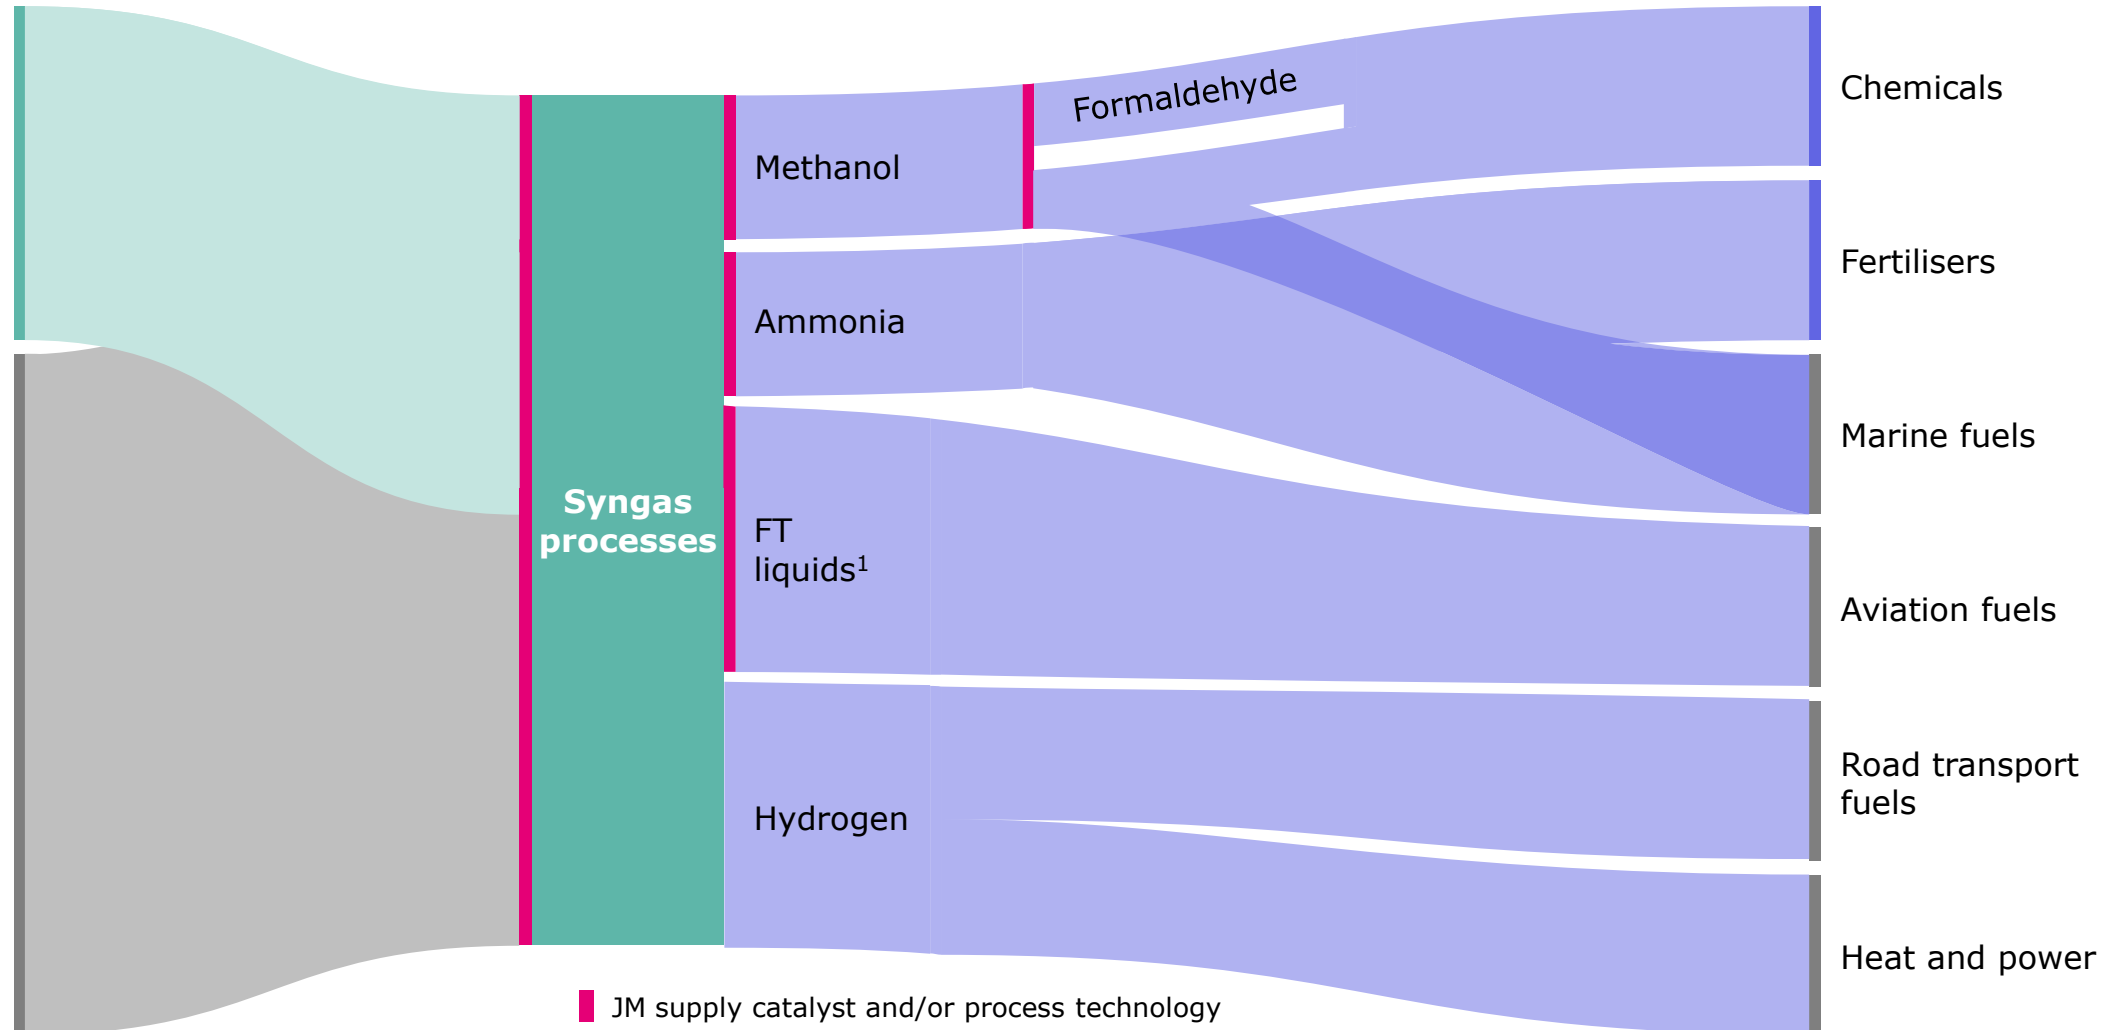 Formaldehyde
Chemicals
Methanol
Fertilisers
Ammonia
Marine fuels
Syngas
processes
FT
liquids¹
Aviation fuels
Road transport
fuels
Hydrogen
Heat and power
JM supply catalyst and/or process technology